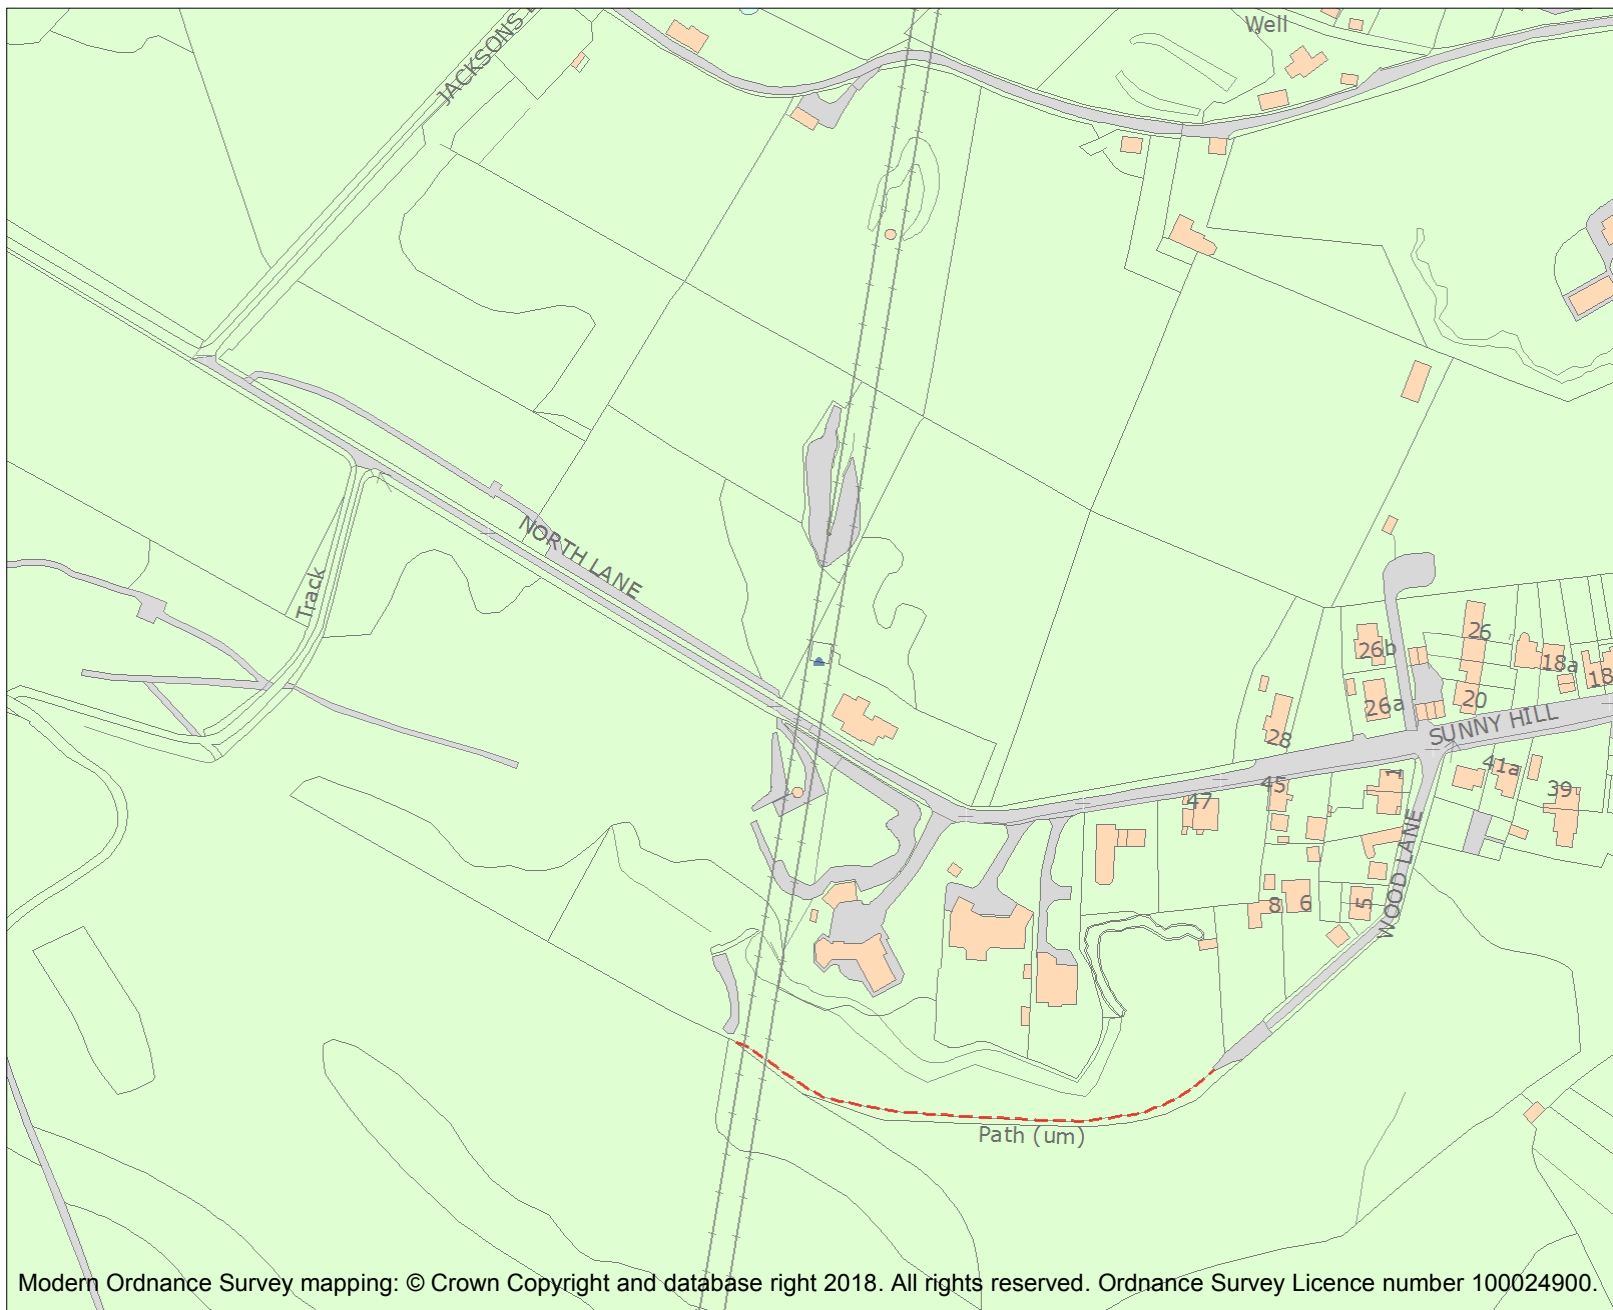 Well
JACKSONS
NORTH LANE
Track
26
26b
18a
18
26a
20
SUNNY HILL
28
41a
1
45
39
47
WOOD LANE
8
6
5
Path (um)
Modern Ordnance Survey mapping: © Crown Copyright and database right 2018. All rights reserved. Ordnance Survey Licence number 100024900.